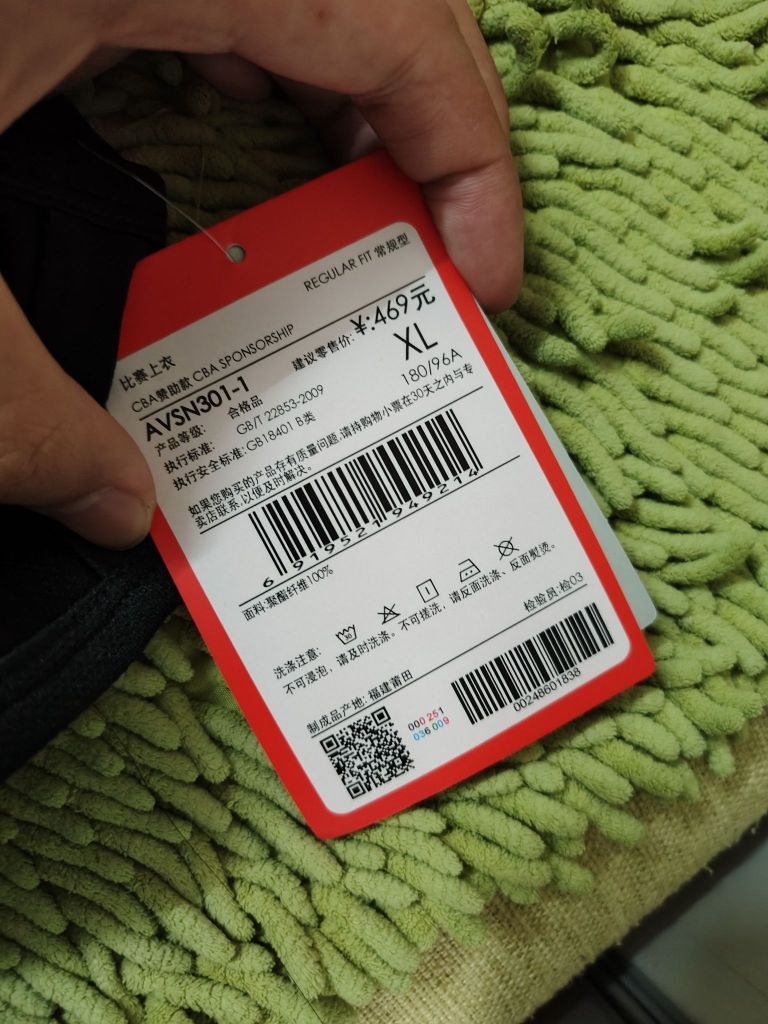 REGULAR FIT 常规型
比赛上衣
CBA赞助款 CBA SPONSORSHIP
建议零售价: ¥:469元
AVSN301-1
XL
产品等级: 合格品
180/96A
执行标准: GB/T 22853-2009
执行安全标准: GB18401 B类
如果您购买的产品存有质量问题,请持购物小票在30天之内与专
卖店联系,以便及时解决。
6 919521 949214
面料:聚酯纤维100%
洗涤注意:
不可浸泡，请及时洗涤。不可搓洗，请反面洗涤、反面熨烫。
检验员:检03
制成品产地: 福建莆田
000 251
036 009
00248601838